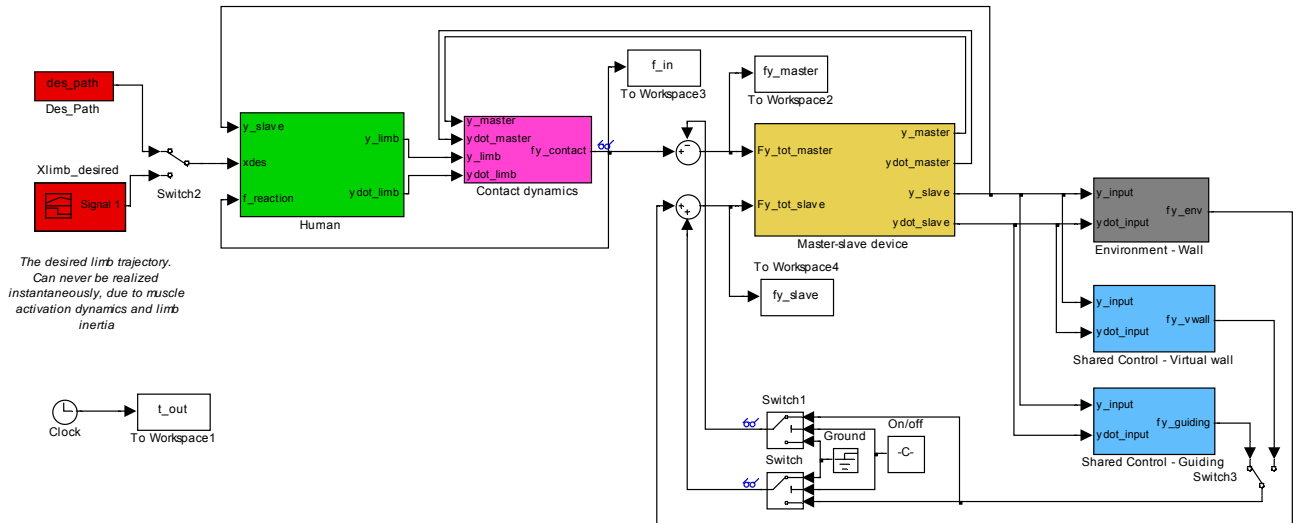 f_in
To Workspace3
fy_master
To Workspace2
des_path
Des_Path
y_slave
xdes
f_reaction
y_limb
ydot_limb
Human
y_master
ydot_master
y_limb
ydot_limb
fy_contact
Contact dynamics
Fy_tot_master
Fy_tot_slave
y_master
ydot_master
y_slave
ydot_slave
Master-slave device
Xlimb_desired
Signal 1
Switch2
y_input
ydot_input
fy_env
Environment - Wall
To Workspace4
fy_slave
The desired limb trajectory.
Can never be realized
instantaneously, due to muscle
activation dynamics and limb
inertia
y_input
ydot_input
fy_vwall
Shared Control - Virtual wall
Clock
t_out
To Workspace1
Switch1
Ground
On/off
-C-
Switch
y_input
ydot_input
fy_guiding
Shared Control - Guiding
Switch3